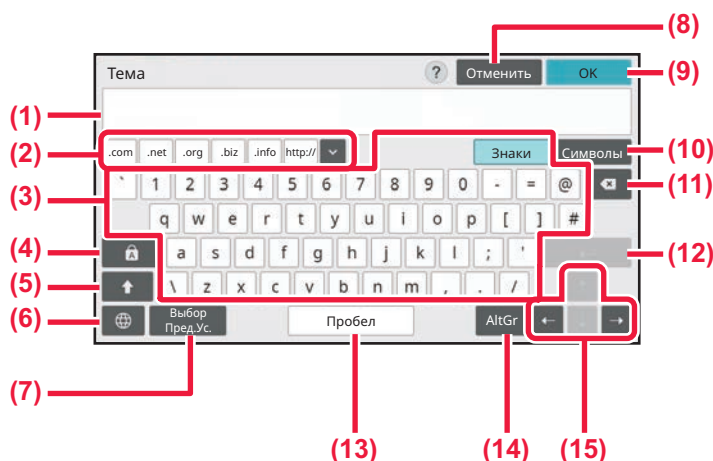 (8)
Тема ? Отменить OK (9)
(1)
(2) .com .net .org .biz .info http:// Знаки Символы (10)
(3) ` 1 2 3 4 5 6 7 8 9 0 - = @ (11)
q w e r t y u i o p [ ] #
(4) A a s d f g h j k l ; ' (12)
(5) \ z x c v b n m , . /
(6) Выбор
Пред.Ус. Пробел AltGr
(7)
(13) (14) (15)